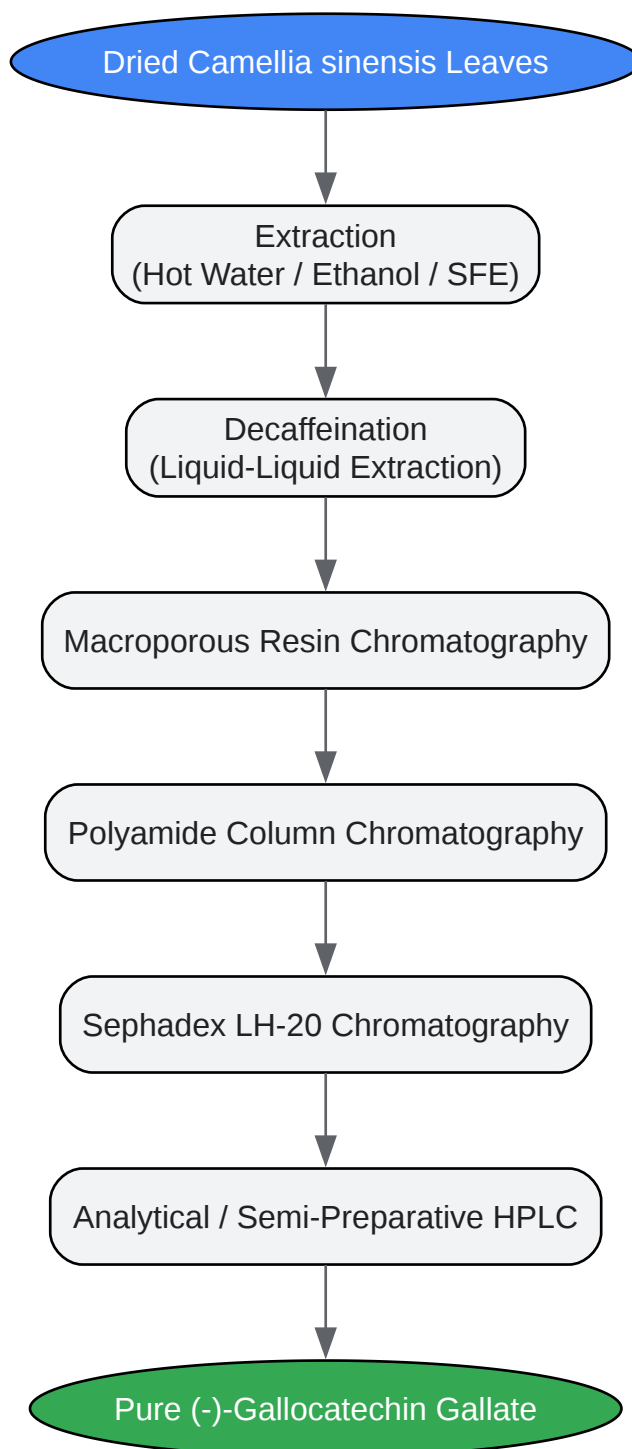 Dried Camellia sinensis Leaves
Extraction
(Hot Water / Ethanol / SFE)
Decaffeination
(Liquid-Liquid Extraction)
Macroporous Resin Chromatography
Polyamide Column Chromatography
Sephadex LH-20 Chromatography
Analytical / Semi-Preparative HPLC
Pure (-)-Gallocatechin Gallate